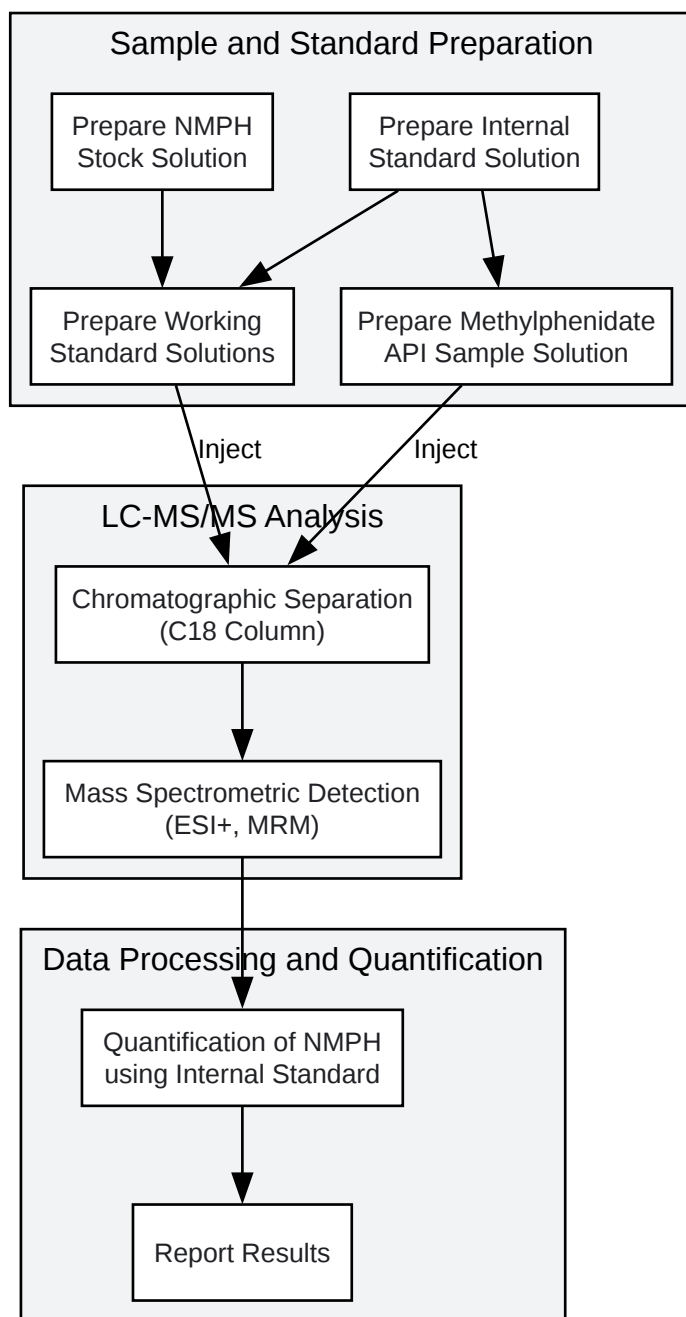 Sample and Standard Preparation
Prepare NMPH
Stock Solution
Prepare Internal
Standard Solution
Prepare Working
Standard Solutions
Prepare Methylphenidate
API Sample Solution
Inject
Inject
LC-MS/MS Analysis
Chromatographic Separation
(C18 Column)
Mass Spectrometric Detection
(ESI+, MRM)
Data Processing and Quantification
Quantification of NMPH
using Internal Standard
Report Results